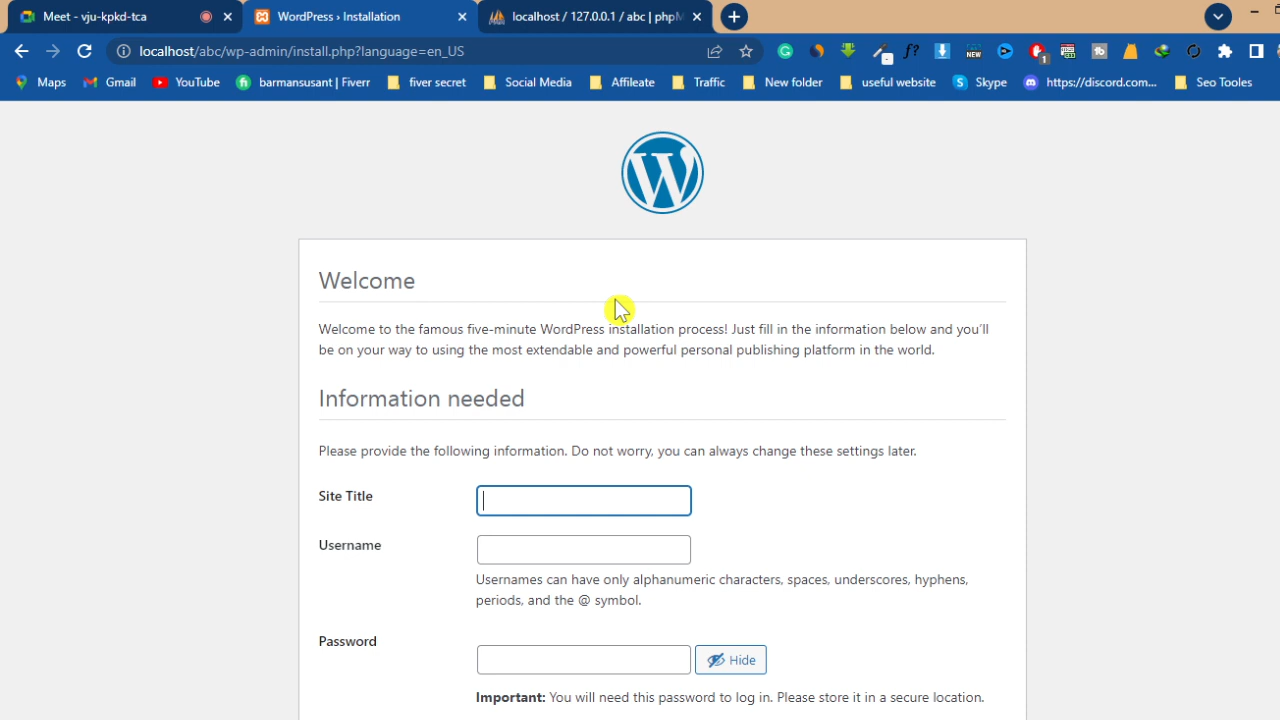 Meet - vju-kpkd-tca
WordPress › Installation
localhost / 127.0.0.1 / abc | phpM
localhost/abc/wp-admin/install.php?language=en_US
f?
NEW
1
Maps
Gmail
YouTube
barmansusant | Fiverr
fiver secret
Social Media
Affileate
Traffic
New folder
useful website
Skype
https://discord.com...
Seo Tooles
Welcome
Welcome to the famous five-minute WordPress installation process! Just fill in the information below and you'll
be on your way to using the most extendable and powerful personal publishing platform in the world.
Information needed
Please provide the following information. Do not worry, you can always change these settings later.
Site Title
Username
Usernames can have only alphanumeric characters, spaces, underscores, hyphens,
periods, and the @ symbol.
Password
Hide
Important: You will need this password to log in. Please store it in a secure location.